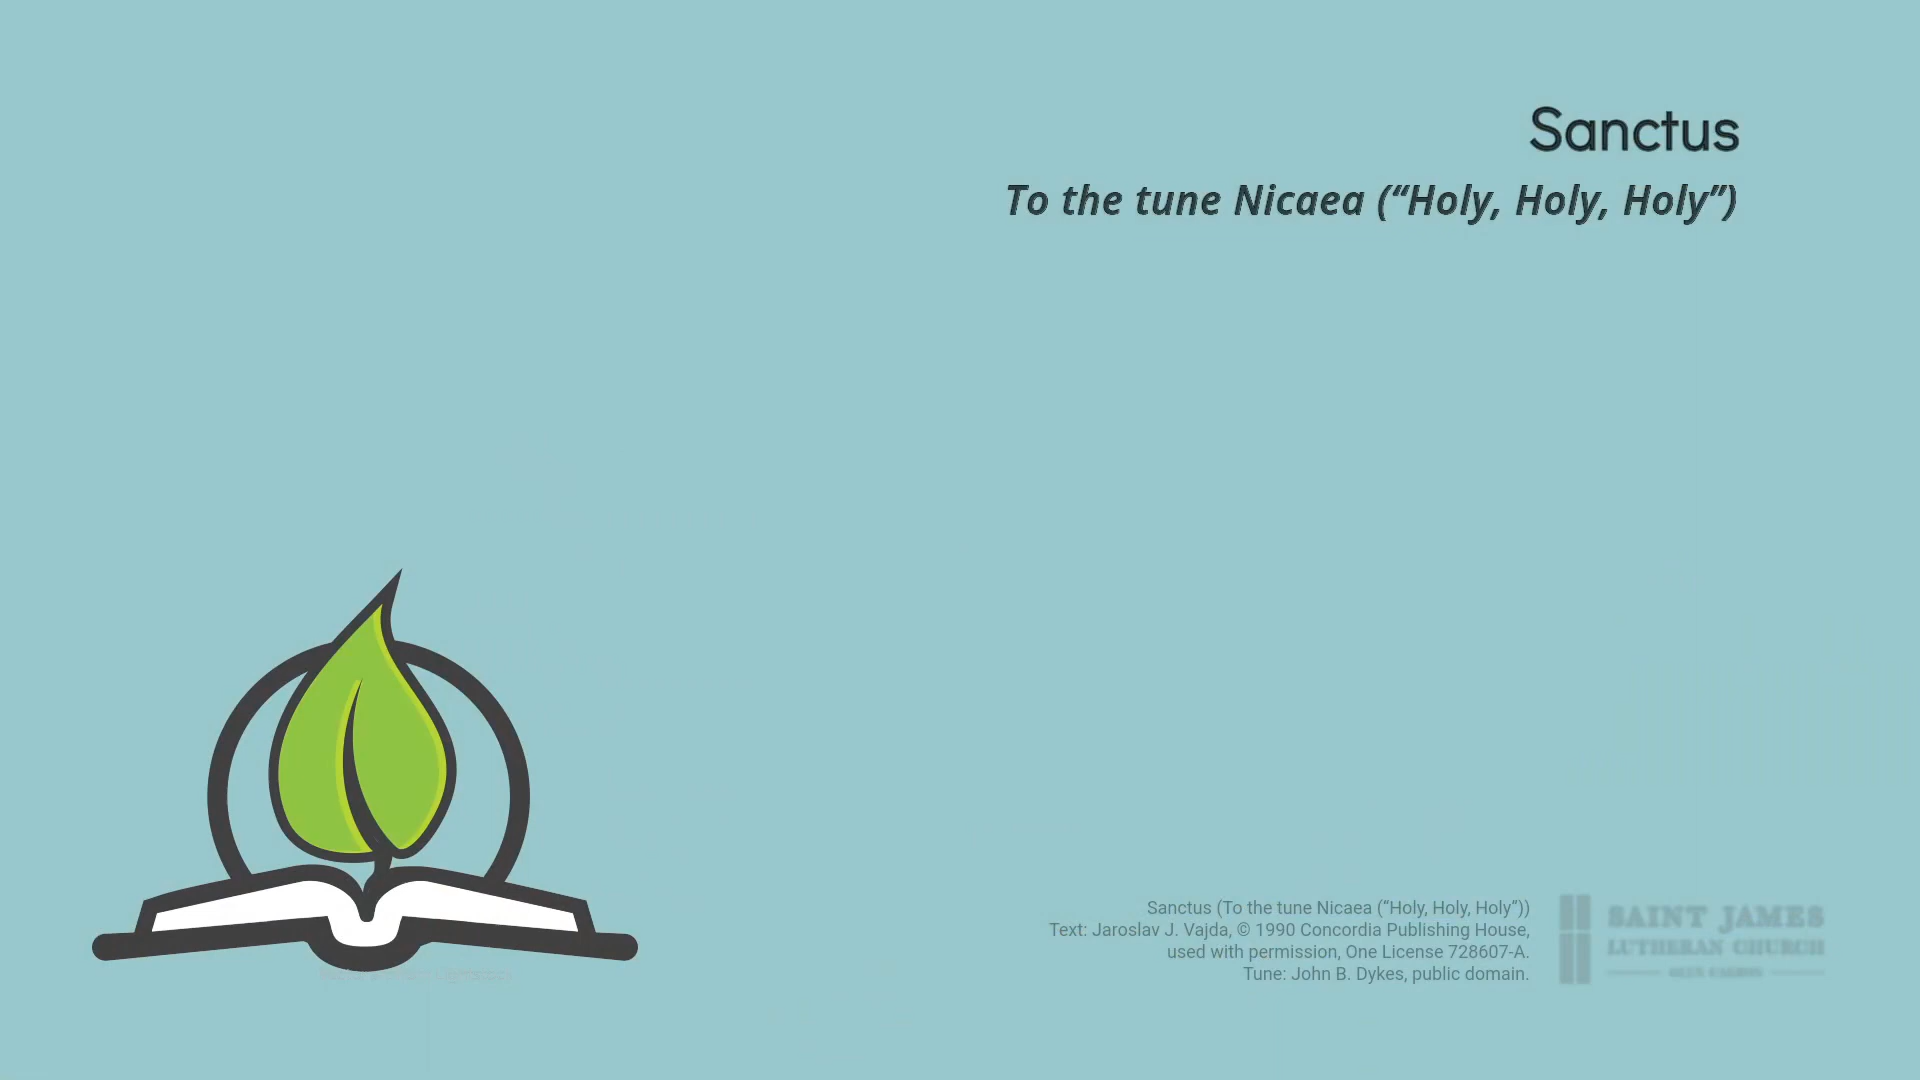 Sanctus
To the tune Nicaea (“Holy, Holy, Holy”)
Sanctus (To the tune Nicaea (“Holy, Holy, Holy”))
Text: Jaroslav J. Vajda, © 1990 Concordia Publishing House,
used with permission, One License 728607-A.
Tune: John B. Dykes, public domain.
SAINT JAMES
LUTHERAN CHURCH
GLEN CARBON